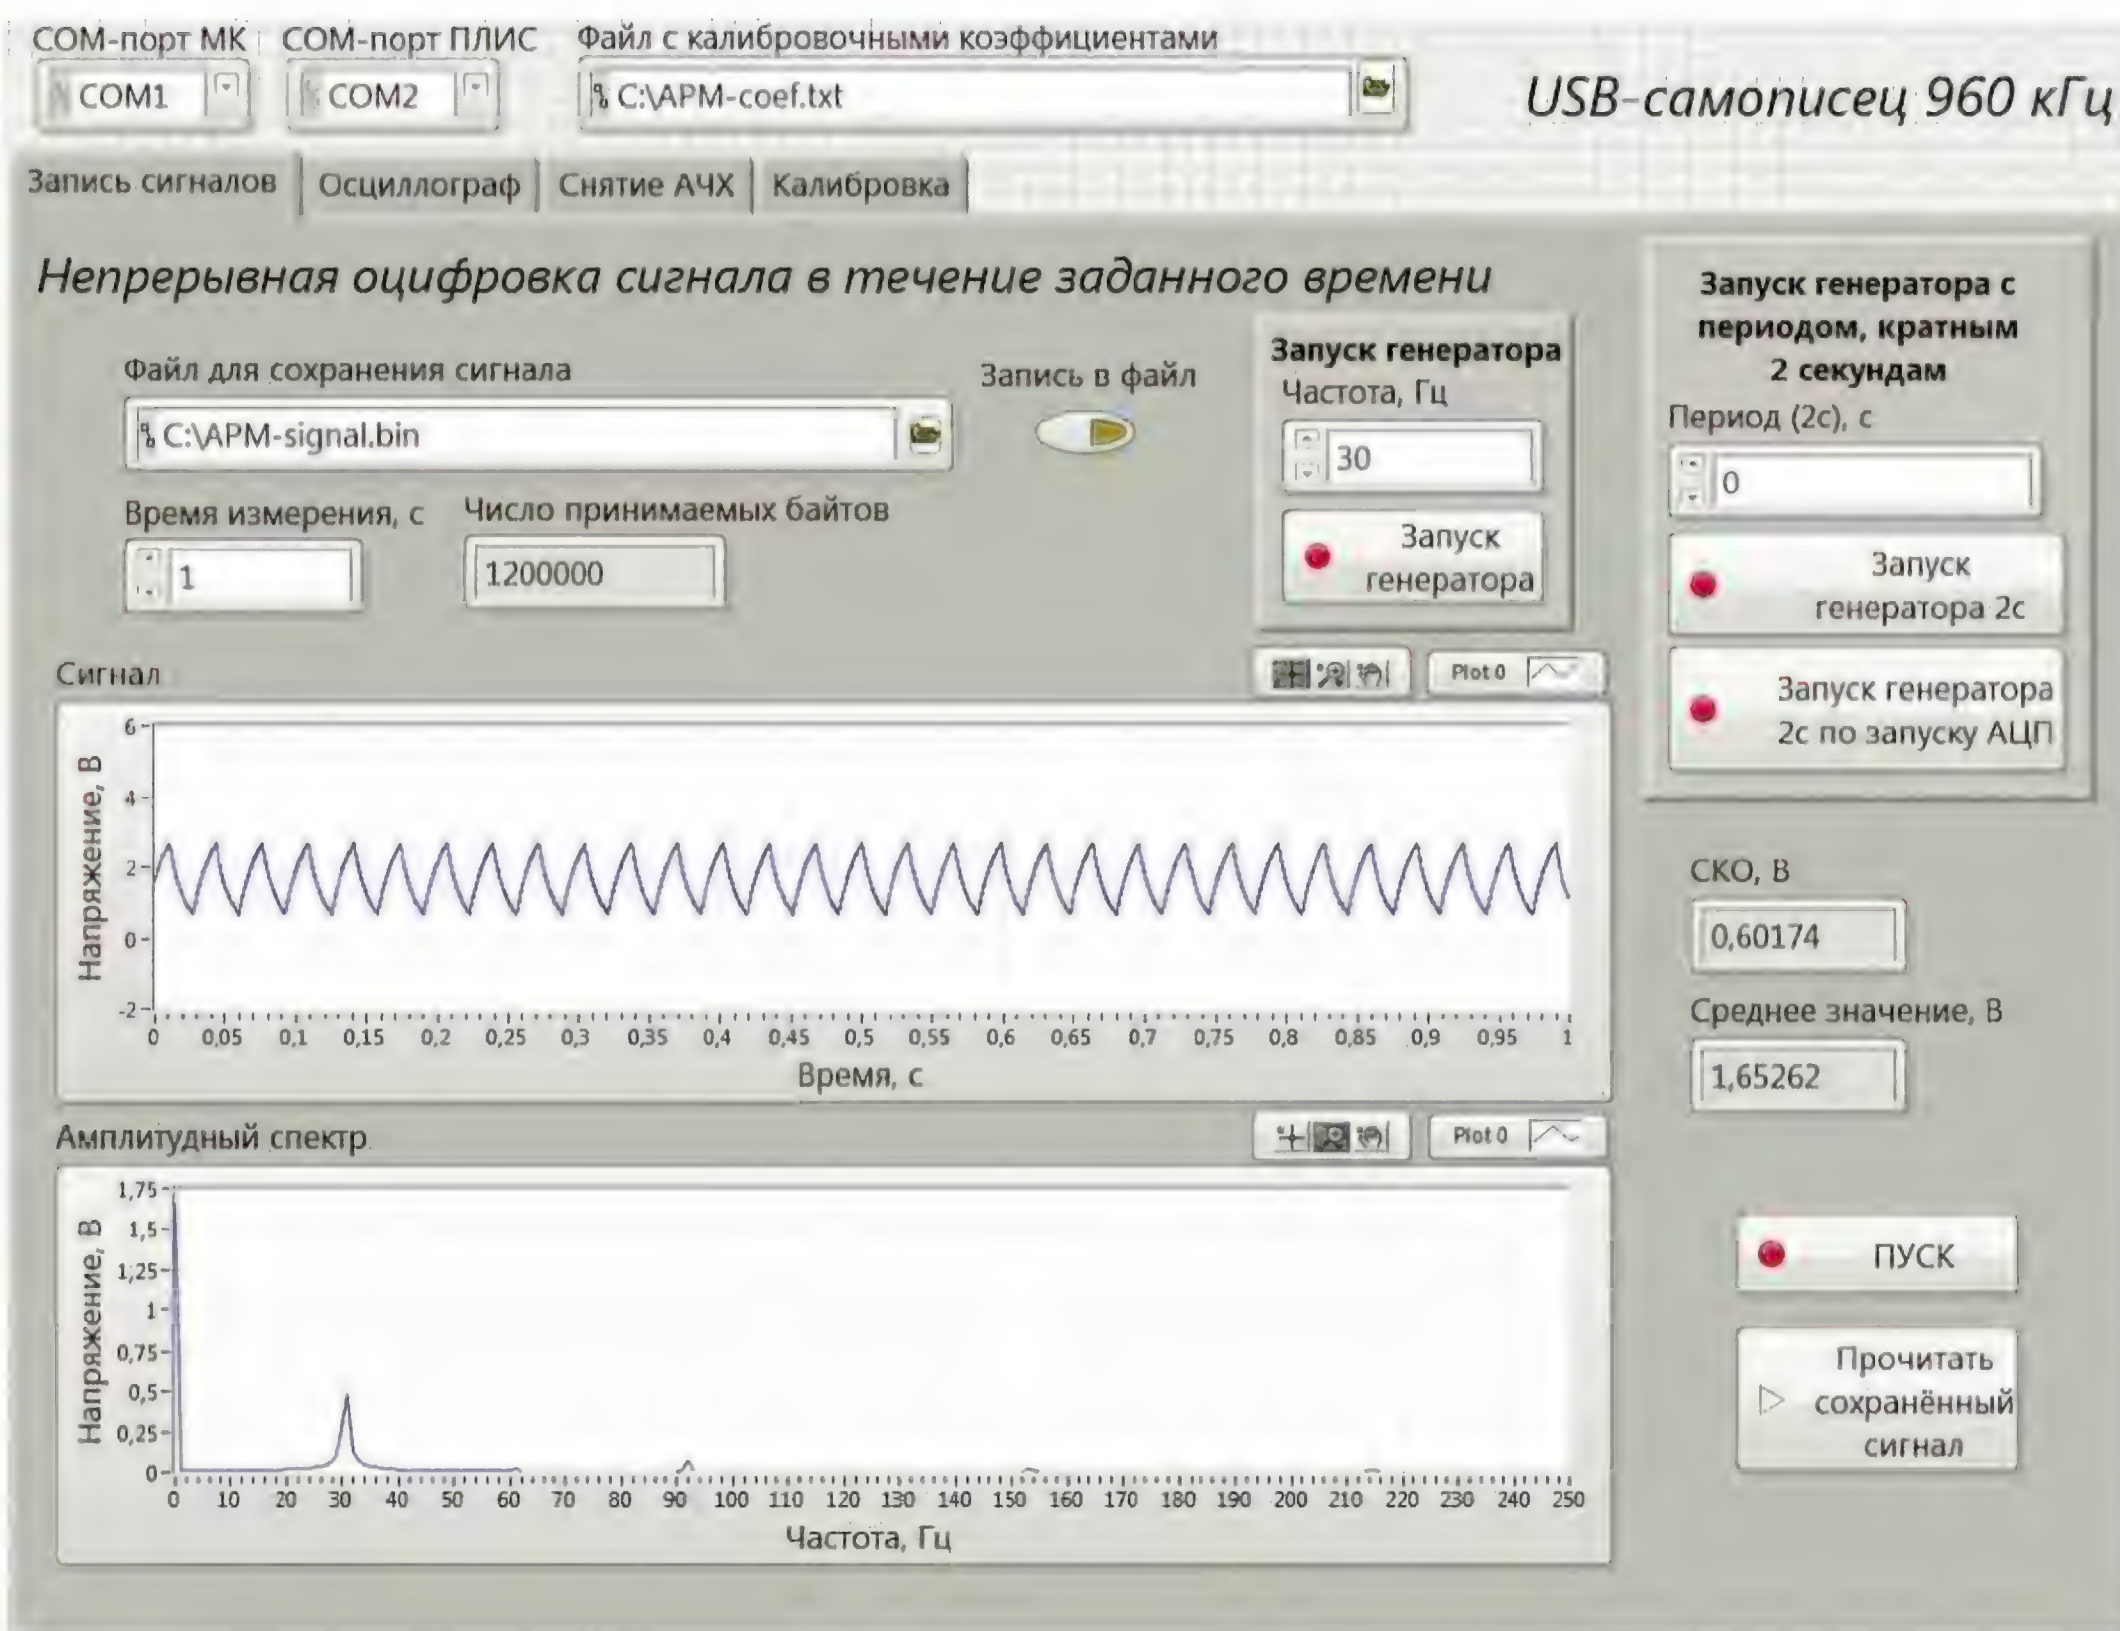 COM-порт МК COM-порт ПЛИС Файл с калибровочными коэффициентами
COM1 COM2 C:\APM-coef.txt
USB-самописец 960 кГц
Запись сигналов Осциллограф Снятие АЧХ Калибровка
Непрерывная оцифровка сигнала в течение заданного времени
Файл для сохранения сигнала
C:\APM-signal.bin
Запись в файл
Время измерения, с Число принимаемых байтов
1 1200000
Запуск генератора
Частота, Гц
30
Запуск
генератора
Запуск генератора с
периодом, кратным
2 секундам
Период (2с), с
0
Запуск
генератора 2с
Запуск генератора
2с по запуску АЦП
Сигнал
Plot 0
Напряжение, В
6
4
2
0
-2
0 0,05 0,1 0,15 0,2 0,25 0,3 0,35 0,4 0,45 0,5 0,55 0,6 0,65 0,7 0,75 0,8 0,85 0,9 0,95 1
Время, с
СКО, В
0,60174
Среднее значение, В
1,65262
Амплитудный спектр
Plot 0
Напряжение, В
1,75
1,5
1,25
1
0,75
0,5
0,25
0
0 10 20 30 40 50 60 70 80 90 100 110 120 130 140 150 160 170 180 190 200 210 220 230 240 250
Частота, Гц
ПУСК
Прочитать
сохранённый
сигнал